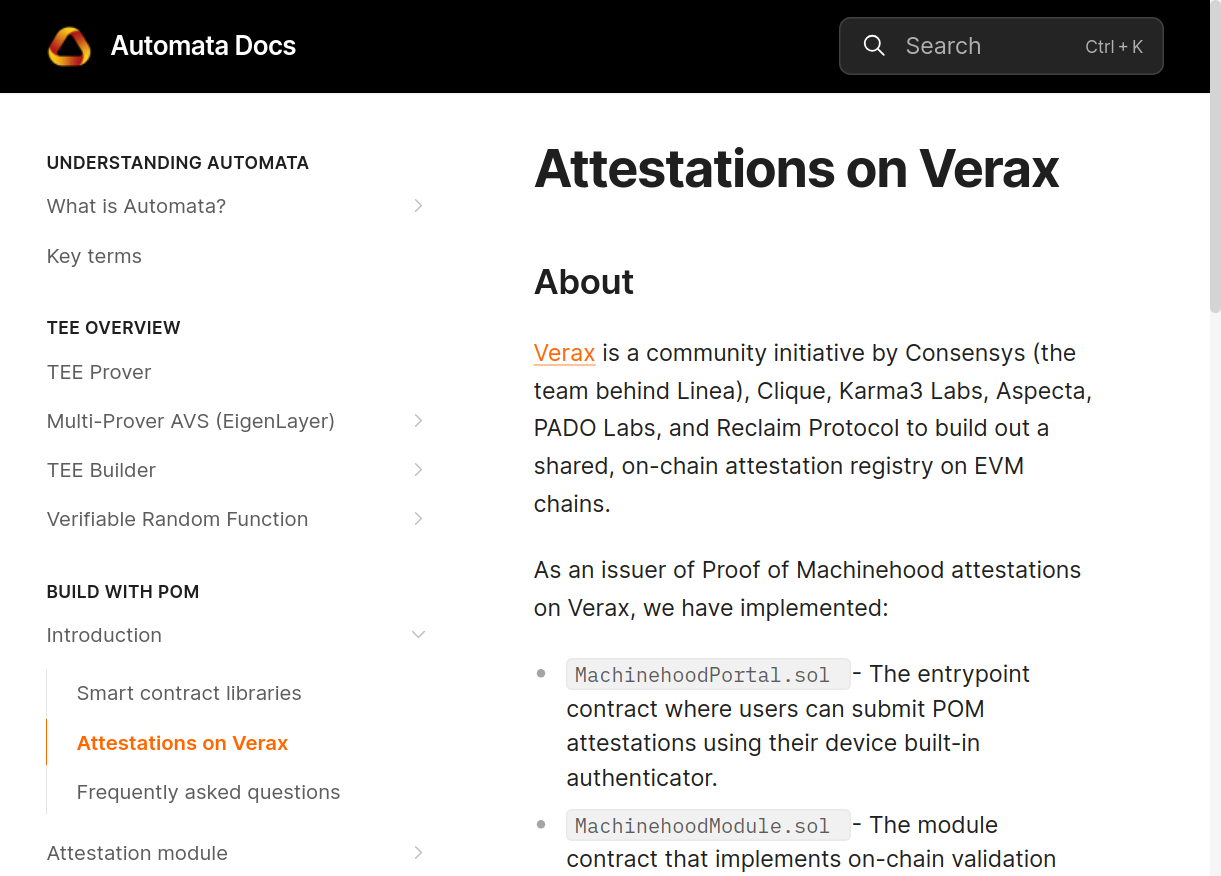 Automata Docs
Search
Ctrl + K
UNDERSTANDING AUTOMATA
What is Automata?
Key terms
TEE OVERVIEW
TEE Prover
Multi-Prover AVS (EigenLayer)
TEE Builder
Verifiable Random Function
BUILD WITH POM
Introduction
Smart contract libraries
Attestations on Verax
Frequently asked questions
Attestation module
Attestations on Verax
About
Verax is a community initiative by Consensys (the
team behind Linea), Clique, Karma3 Labs, Aspecta,
PADO Labs, and Reclaim Protocol to build out a
shared, on-chain attestation registry on EVM
chains.
As an issuer of Proof of Machinehood attestations
on Verax, we have implemented:
MachinehoodPortal.sol - The entrypoint
contract where users can submit POM
attestations using their device built-in
authenticator.
MachinehoodModule.sol - The module
contract that implements on-chain validation